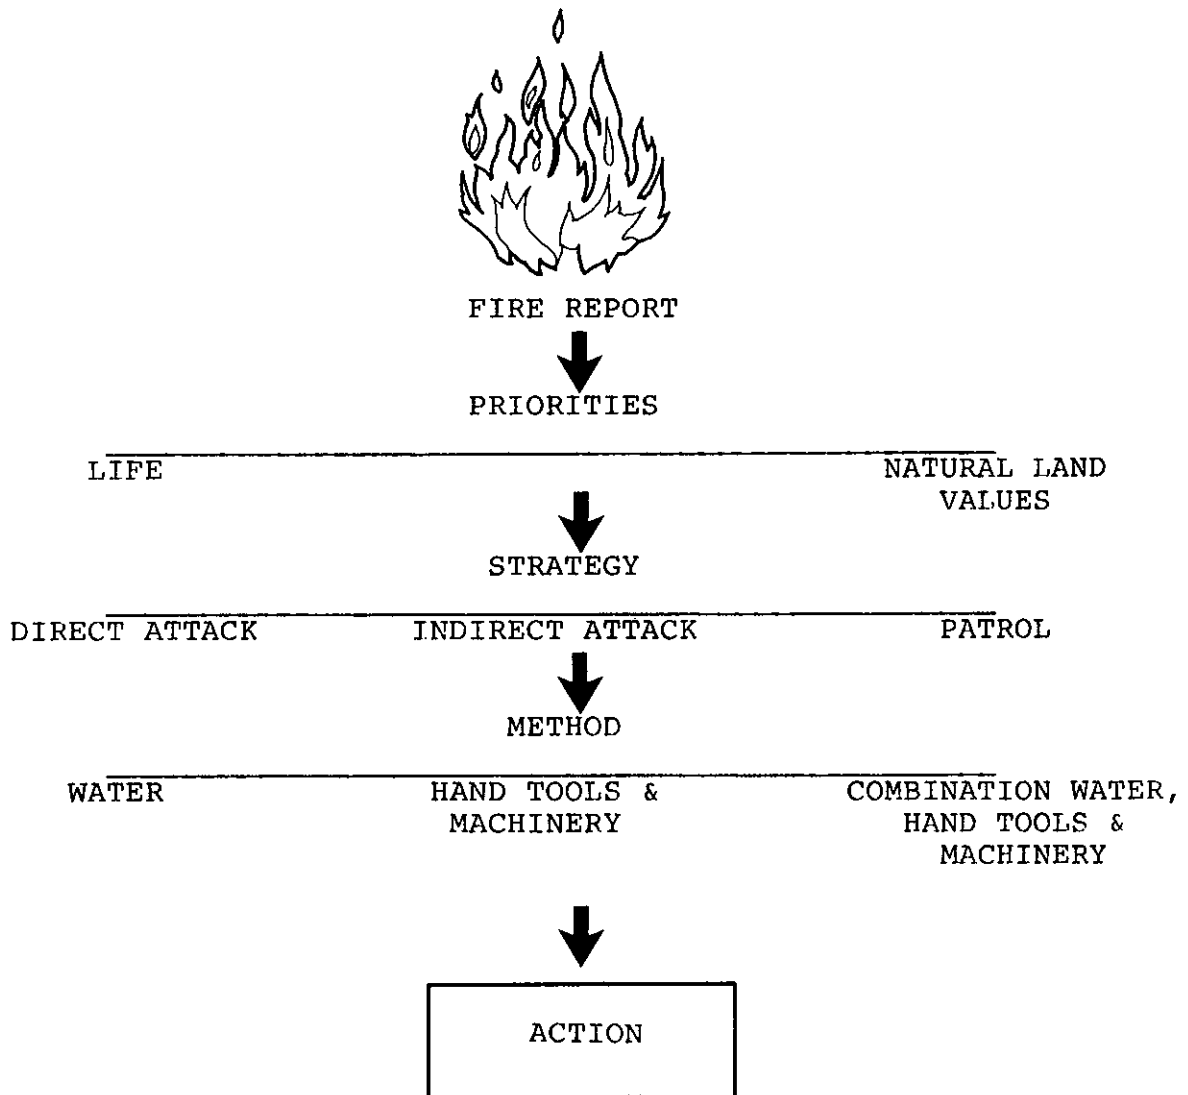 FIRE REPORT
PRIORITIES
LIFE
NATURAL LAND
VALUES
STRATEGY
DIRECT ATTACK INDIRECT ATTACK PATROL
METHOD
WATER HAND TOOLS & COMBINATION WATER,
MACHINERY HAND TOOLS &
MACHINERY
ACTION